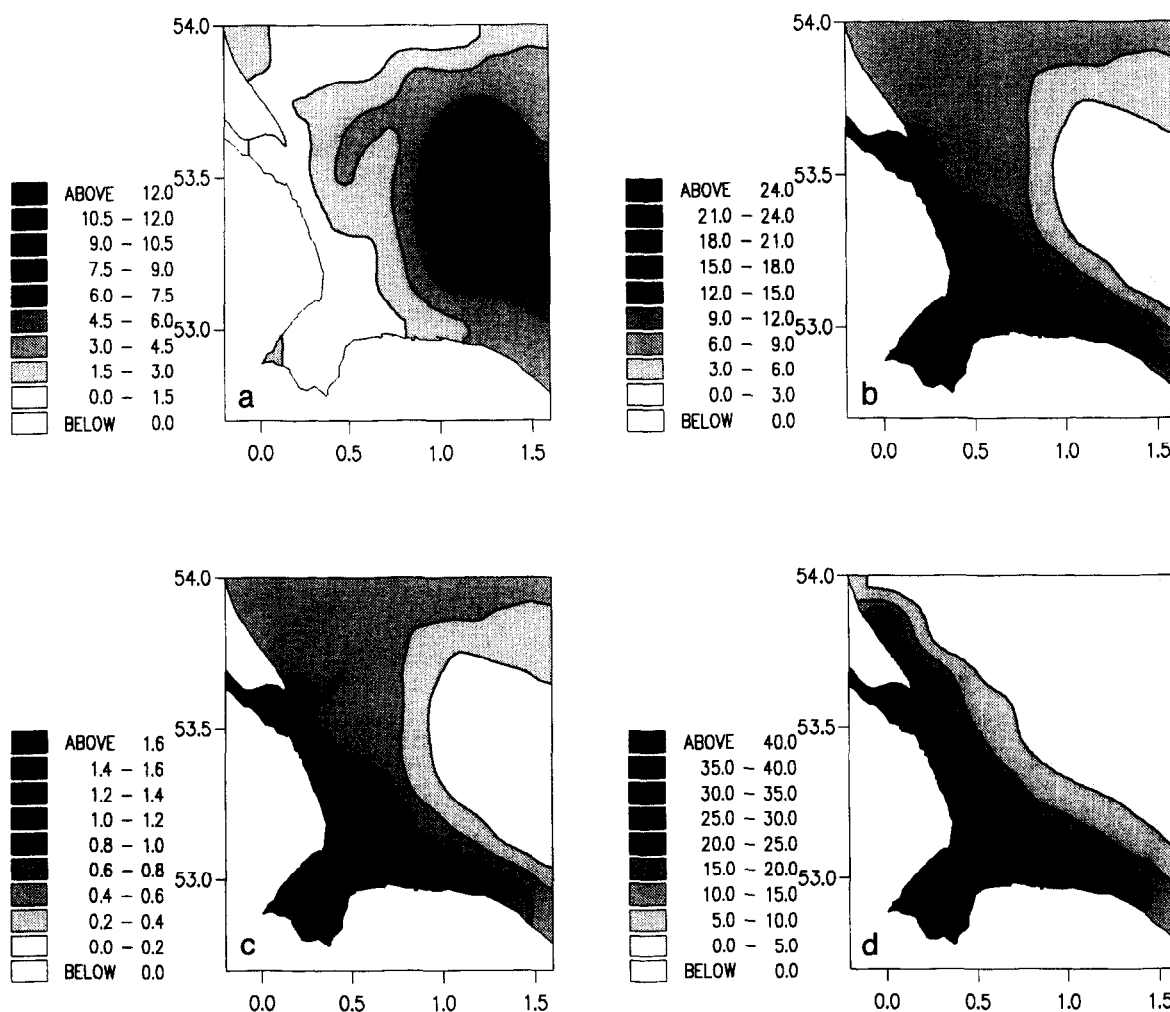 54.0
53.5
53.0
0.0 0.5 1.0 1.5
ABOVE 12.0
10.5 – 12.0
9.0 – 10.5
7.5 – 9.0
6.0 – 7.5
4.5 – 6.0
3.0 – 4.5
1.5 – 3.0
0.0 – 1.5
BELOW 0.0
a
54.0
53.5
53.0
0.0 0.5 1.0 1.5
ABOVE 24.0
21.0 – 24.0
18.0 – 21.0
15.0 – 18.0
12.0 – 15.0
9.0 – 12.0
6.0 – 9.0
3.0 – 6.0
0.0 – 3.0
BELOW 0.0
b
54.0
53.5
53.0
0.0 0.5 1.0 1.5
ABOVE 1.6
1.4 – 1.6
1.2 – 1.4
1.0 – 1.2
0.8 – 1.0
0.6 – 0.8
0.4 – 0.6
0.2 – 0.4
0.0 – 0.2
BELOW 0.0
c
54.0
53.5
53.0
0.0 0.5 1.0 1.5
ABOVE 40.0
35.0 – 40.0
30.0 – 35.0
25.0 – 30.0
20.0 – 25.0
15.0 – 20.0
10.0 – 15.0
5.0 – 10.0
0.0 – 5.0
BELOW 0.0
d